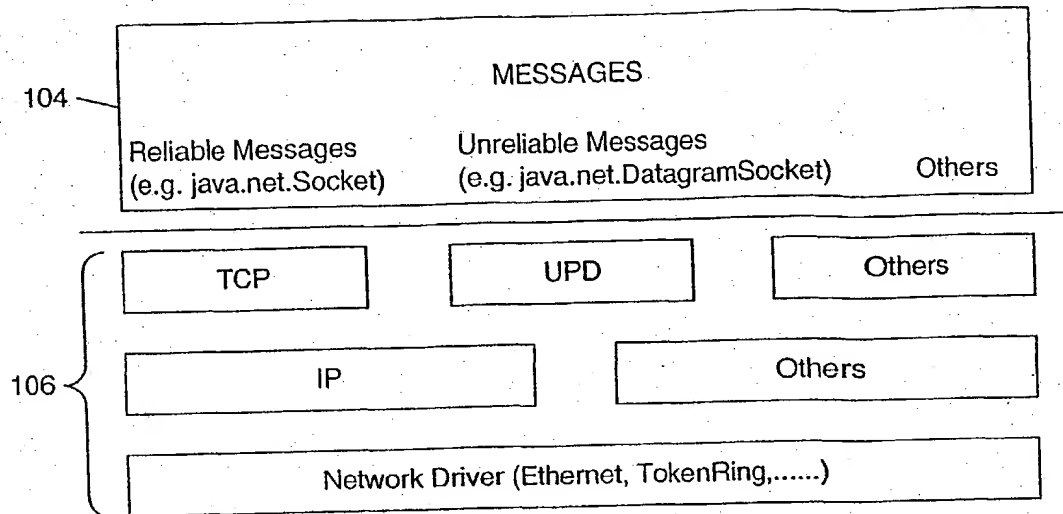 MESSAGES
104
Reliable Messages
(e.g. java.net.Socket)
Unreliable Messages
(e.g. java.net.DatagramSocket)
Others
TCP
UPD
Others
106
IP
Others
Network Driver (Ethernet, TokenRing,......)